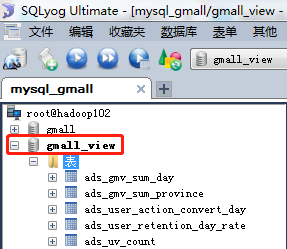 SQLyog Ultimate - [mysql_gmall/gmall_view -
文件 编辑 收藏夹 数据库 表单 其他
gmall_view
mysql_gmall
root@hadoop102
gmall
gmall_view
表
ads_gmv_sum_day
ads_gmv_sum_province
ads_user_action_convert_day
ads_user_retention_day_rate
ads_uv_count